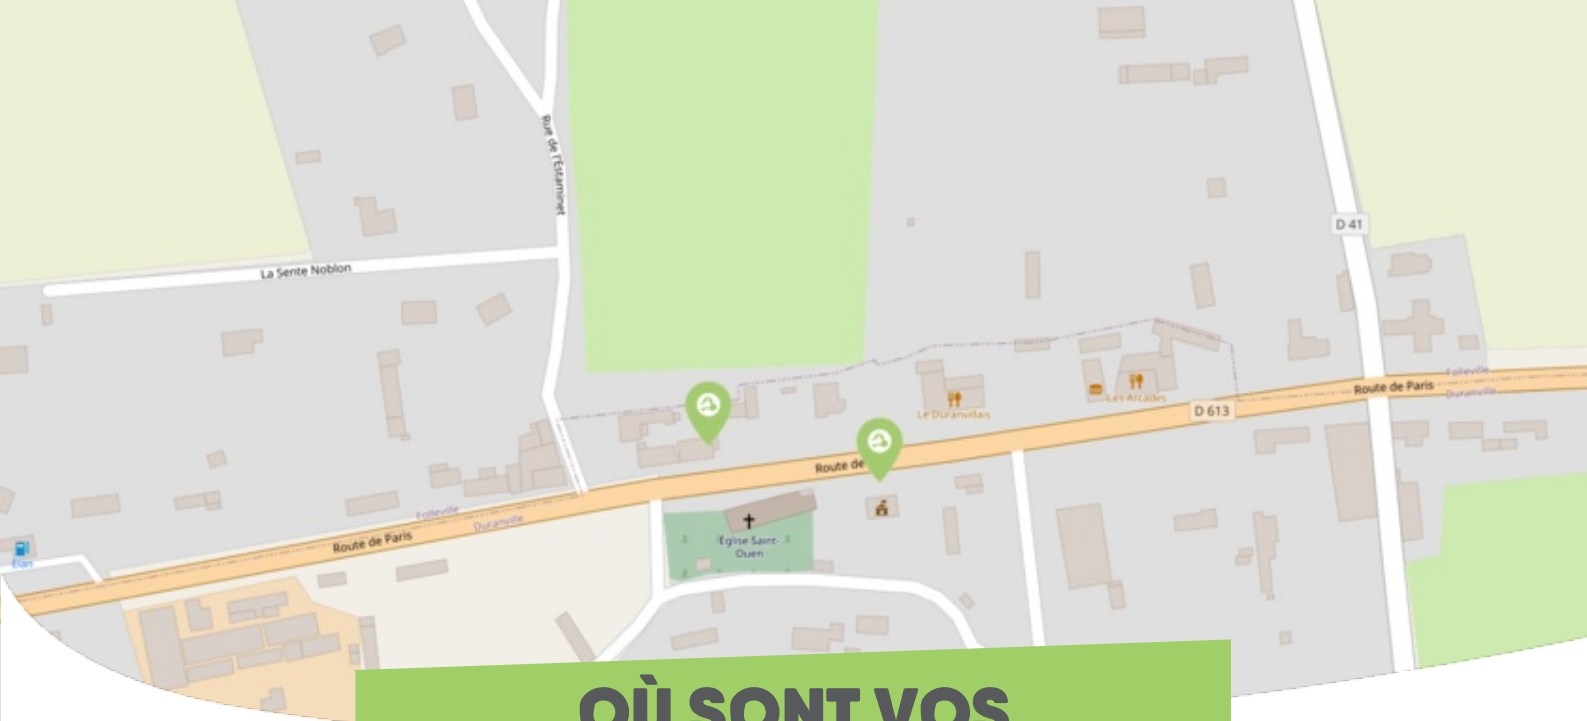 Rue de l'Estaminet
D 41
La Sente Noblon
Folleville
Duranville
Route de Paris
Les Arcades
Le Duranvillais
D 613
Route de
Folleville
Duranville
Route de Paris
Église Saint-
Ouen
Elan
OÙ SONT VOS